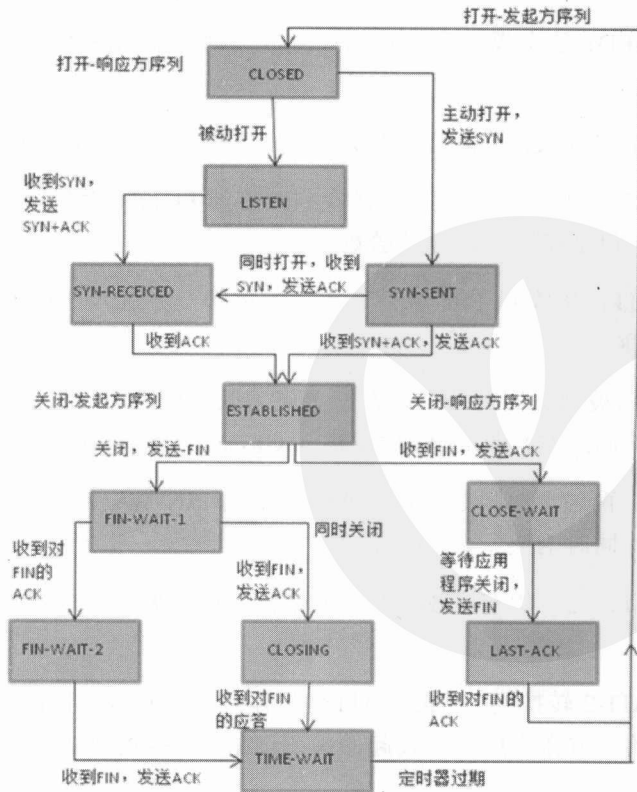 打开-发起方序列
打开-响应方序列
CLOSED
主动打开，
发送SYN
被动打开
收到SYN，
发送
SYN+ACK
LISTEN
同时打开，收到
SYN，发送ACK
SYN-RECEICED
SYN-SENT
收到ACK
收到SYN+ACK，发送ACK
关闭-发起方序列
ESTABLISHED
关闭-响应方序列
关闭，发送-FIN
收到FIN，发送ACK
FIN-WAIT-1
CLOSE-WAIT
同时关闭
收到对
FIN的
ACK
收到FIN，
发送ACK
等待应用
程序关闭，
发送FIN
FIN-WAIT-2
CLOSING
LAST-ACK
收到对FIN
的应答
收到对FIN的
ACK
TIME-WAIT
收到FIN，发送ACK
定时器过期